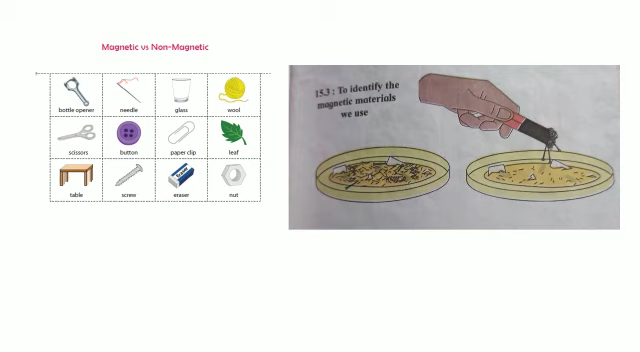 Magnetic vs Non-Magnetic
bottle opener
needle
glass
wool
scissors
button
paper clip
leaf
table
screw
eraser
nut
15.3 : To identify the
magnetic materials
we use